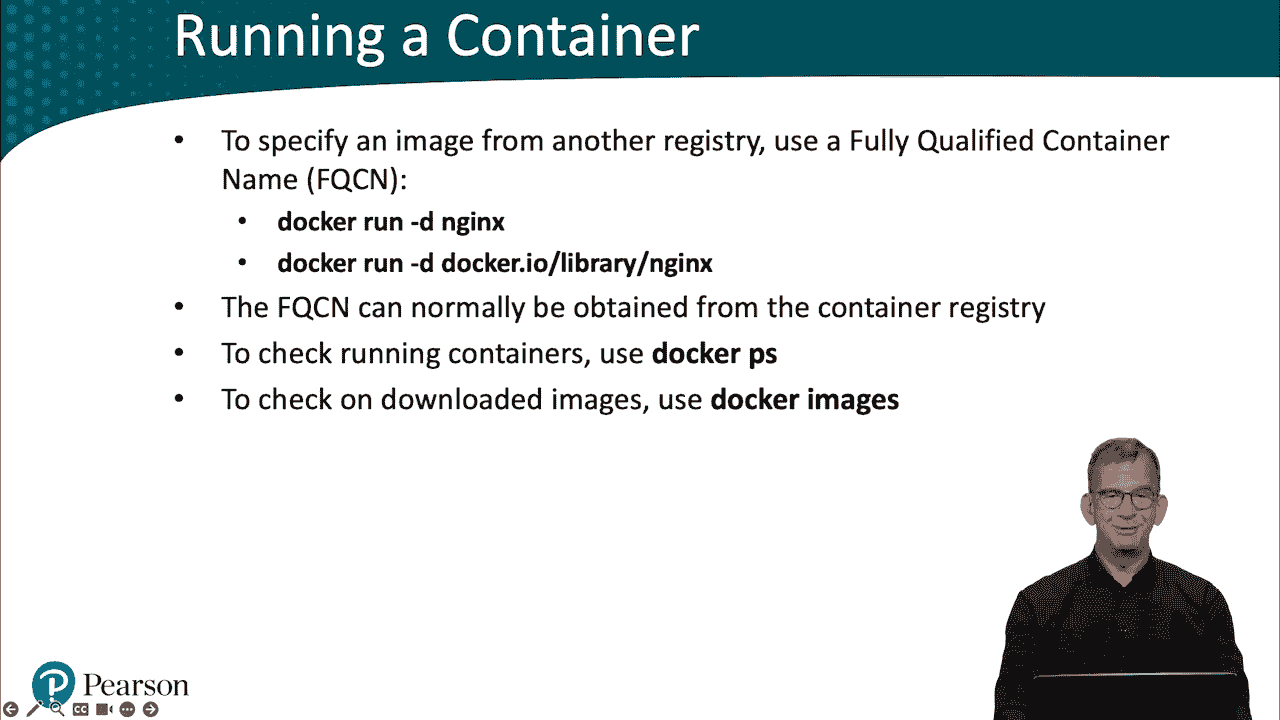 Running a Container
• To specify an image from another registry, use a Fully Qualified Container
Name (FQCN):
• docker run -d nginx
• docker run -d docker.io/library/nginx
• The FQCN can normally be obtained from the container registry
• To check running containers, use docker ps
• To check on downloaded images, use docker images
Pearson
CC